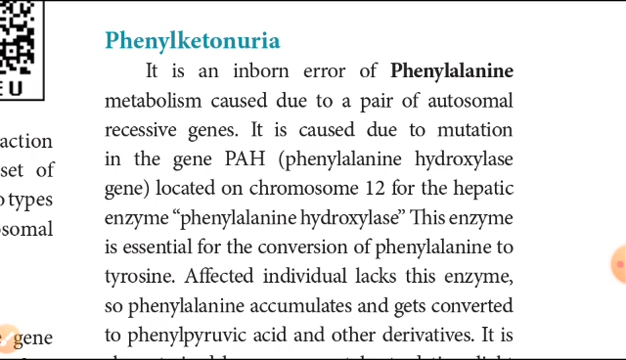 Phenylketonuria
It is an inborn error of Phenylalanine
metabolism caused due to a pair of autosomal
recessive genes. It is caused due to mutation
in the gene PAH (phenylalanine hydroxylase
gene) located on chromosome 12 for the hepatic
enzyme “phenylalanine hydroxylase” This enzyme
is essential for the conversion of phenylalanine to
tyrosine. Affected individual lacks this enzyme,
so phenylalanine accumulates and gets converted
to phenylpyruvic acid and other derivatives. It is
EU
action
set of
types
gene